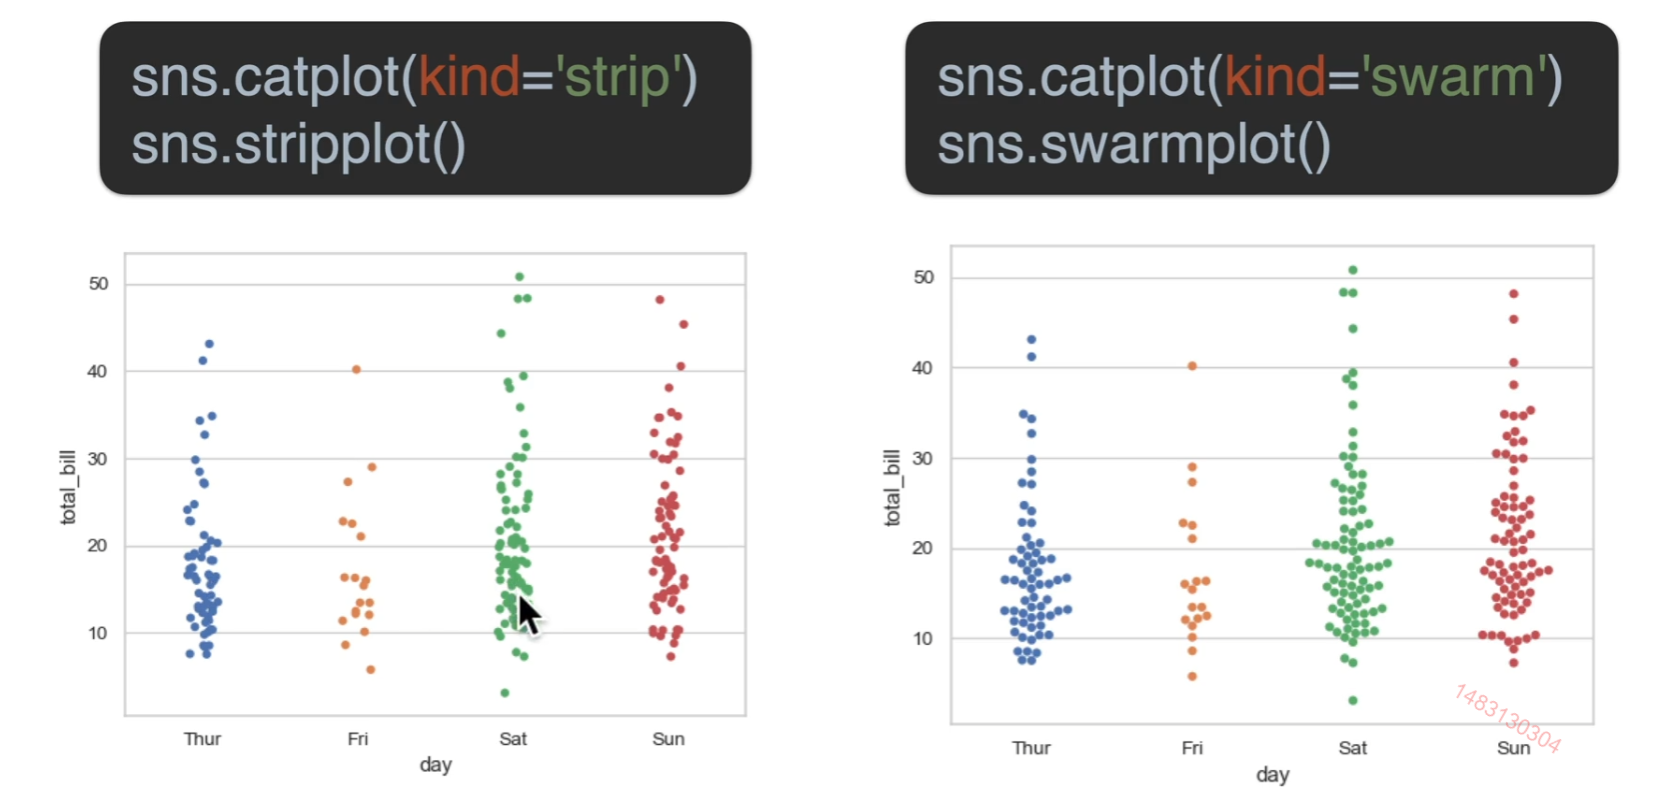 sns.catplot(kind='strip')
sns.stripplot()
sns.catplot(kind='swarm')
sns.swarmplot()
50
40
30
20
10
total_bill
Thur Fri Sat Sun
day
50
40
30
20
10
total_bill
Thur Fri Sat Sun
day
1483130304